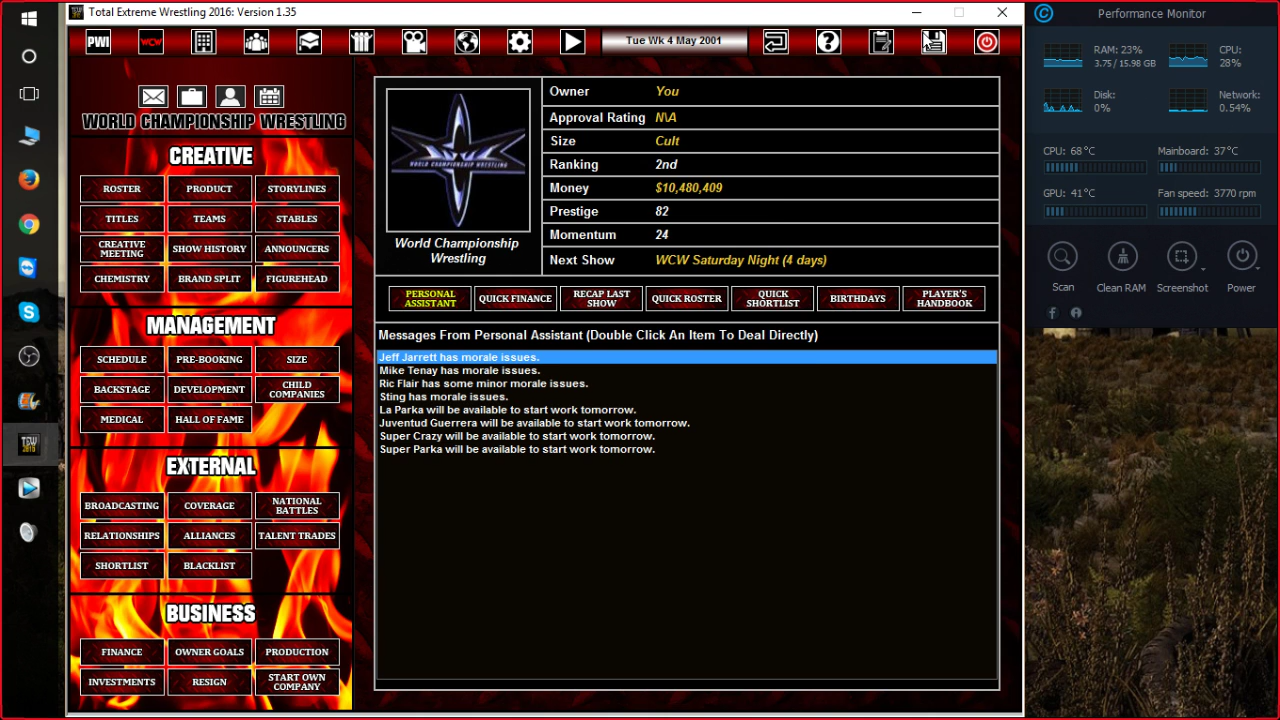 Total Extreme Wrestling 2016: Version 1.35
PWI
WCW
Tue Wk 4 May 2001
WORLD CHAMPIONSHIP WRESTLING
CREATIVE
ROSTER
PRODUCT
STORYLINES
TITLES
TEAMS
STABLES
CREATIVE
MEETING
SHOW HISTORY
ANNOUNCERS
CHEMISTRY
BRAND SPLIT
FIGUREHEAD
MANAGEMENT
SCHEDULE
PRE-BOOKING
SIZE
BACKSTAGE
DEVELOPMENT
CHILD
COMPANIES
MEDICAL
HALL OF FAME
EXTERNAL
BROADCASTING
COVERAGE
NATIONAL
BATTLES
RELATIONSHIPS
ALLIANCES
TALENT TRADES
SHORTLIST
BLACKLIST
BUSINESS
FINANCE
OWNER GOALS
PRODUCTION
INVESTMENTS
RESIGN
START OWN
COMPANY
WORLD CHAMPIONSHIP WRESTLING
World Championship
Wrestling
Owner You
Approval Rating N\A
Size Cult
Ranking 2nd
Money $10,480,409
Prestige 82
Momentum 24
Next Show WCW Saturday Night (4 days)
PERSONAL
ASSISTANT
QUICK FINANCE
RECAP LAST
SHOW
QUICK ROSTER
QUICK
SHORTLIST
BIRTHDAYS
PLAYER'S
HANDBOOK
Messages From Personal Assistant (Double Click An Item To Deal Directly)
Jeff Jarrett has morale issues.
Mike Tenay has morale issues.
Ric Flair has some minor morale issues.
Sting has morale issues.
La Parka will be available to start work tomorrow.
Juventud Guerrera will be available to start work tomorrow.
Super Crazy will be available to start work tomorrow.
Super Parka will be available to start work tomorrow.
Performance Monitor
RAM: 23%
3.75 / 15.98 GB
CPU:
28%
Disk:
0%
Network:
0.54%
CPU: 68°C
Mainboard: 37°C
GPU: 41°C
Fan speed: 3770 rpm
Scan
Clean RAM
Screenshot
Power
TEW
2016